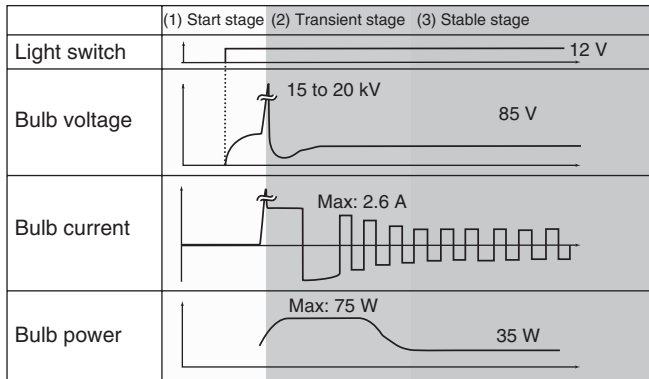 (1) Start stage (2) Transient stage (3) Stable stage
Light switch
12 V
Bulb voltage
15 to 20 kV
85 V
Bulb current
Max: 2.6 A
Bulb power
Max: 75 W
35 W